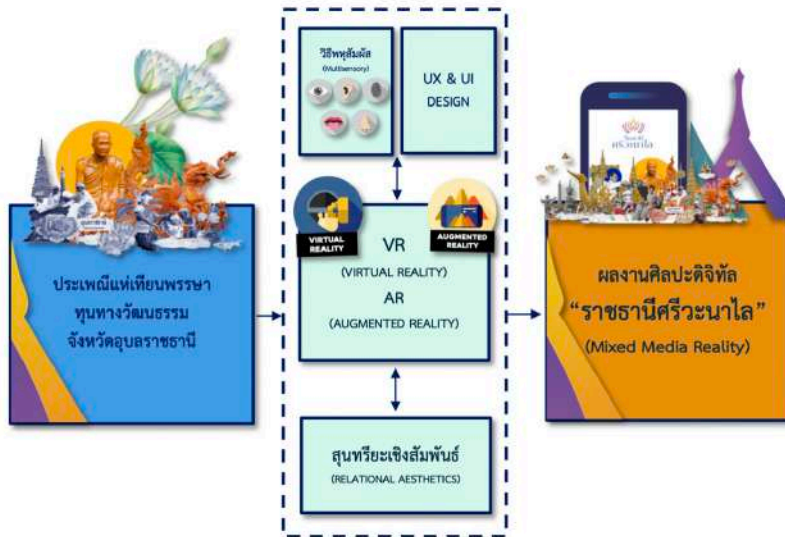 ประเพณีแห่เทียนพรรษา
ทุนทางวัฒนธรรม
จังหวัดอุบลราชธานี
วิธีพหุสัมผัส
(Multisensory)
UX & UI
DESIGN
VIRTUAL
REALITY
AUGMENTED
REALITY
VR
(VIRTUAL REALITY)
AR
(AUGMENTED REALITY)
สุนทรียะเชิงสัมพันธ์
(RELATIONAL AESTHETICS)
ผลงานศิลปะดิจิทัล
“ราชธานีศรีวะนาไล”
(Mixed Media Reality)